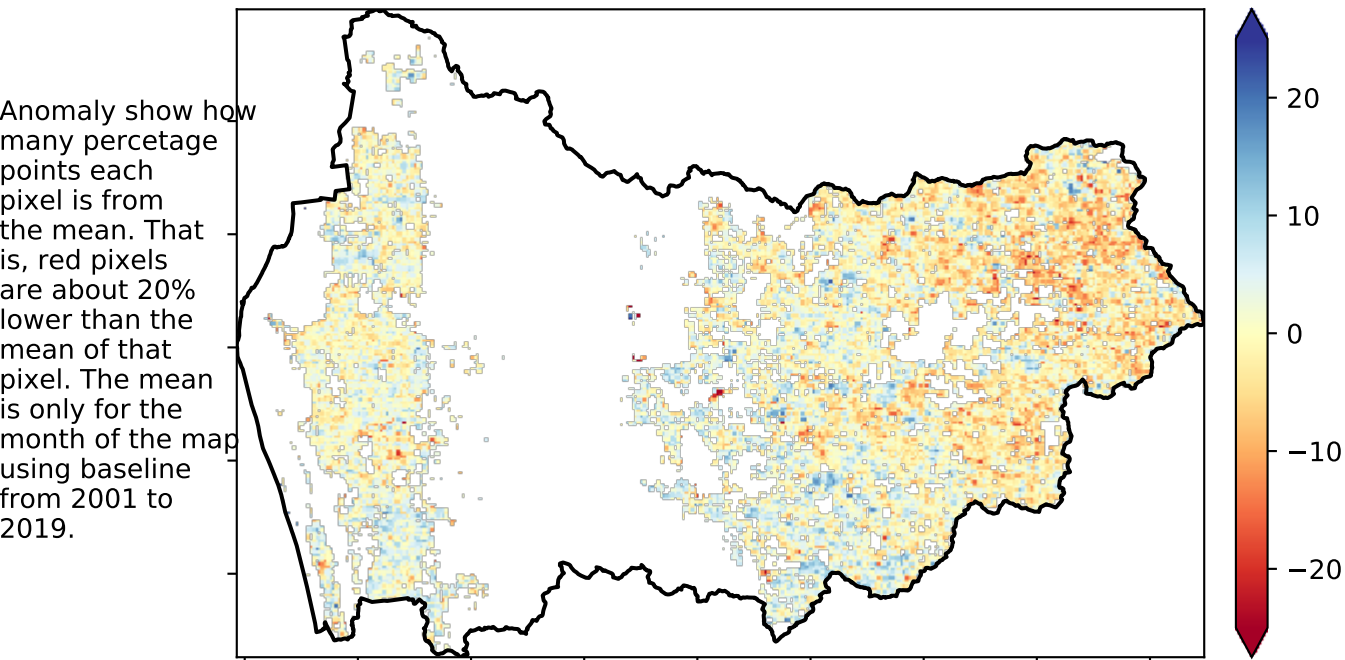 Anomaly show how
many percetage
points each
pixel is from
the mean. That
is, red pixels
are about 20%
lower than the
mean of that
pixel. The mean
is only for the
month of the map
using baseline
from 2001 to
2019.
20
10
0
−10
−20